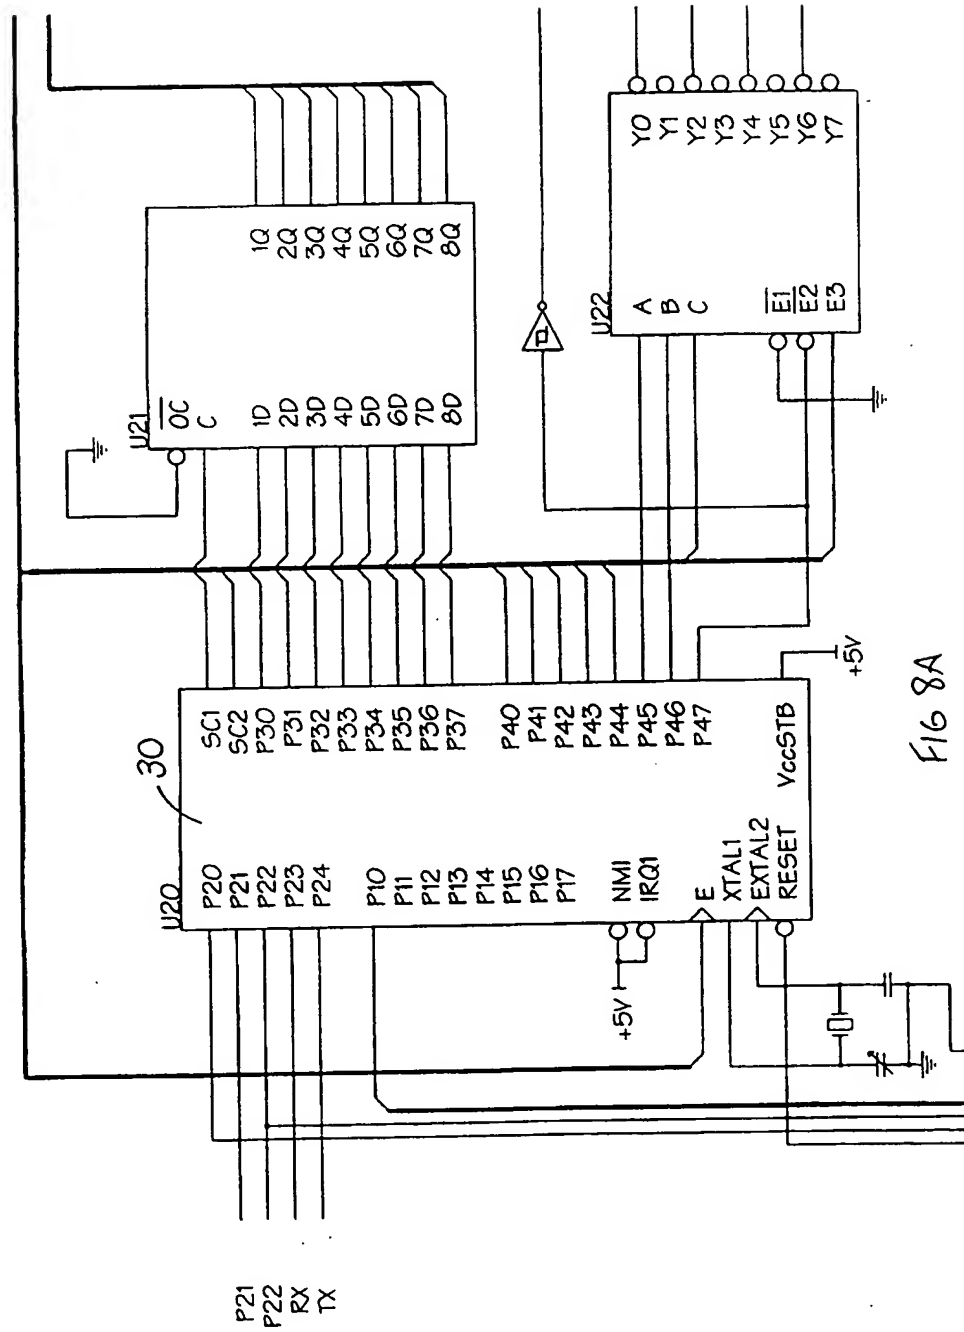 P21
P22
RX
TX
U20
30
P20
P21
P22
P23
P24
P10
P11
P12
P13
P14
P15
P16
P17
NMI
IRQ1
E
XTAL1
EXTAL2
RESET
+5V
SC1
SC2
P30
P31
P32
P33
P34
P35
P36
P37
P40
P41
P42
P43
P44
P45
P46
P47
VccSTB
+5V
U21
OC
C
1D
2D
3D
4D
5D
6D
7D
8D
1Q
2Q
3Q
4Q
5Q
6Q
7Q
8Q
U22
A
B
C
E1
E2
E3
Y0
Y1
Y2
Y3
Y4
Y5
Y6
Y7
FIG 8A